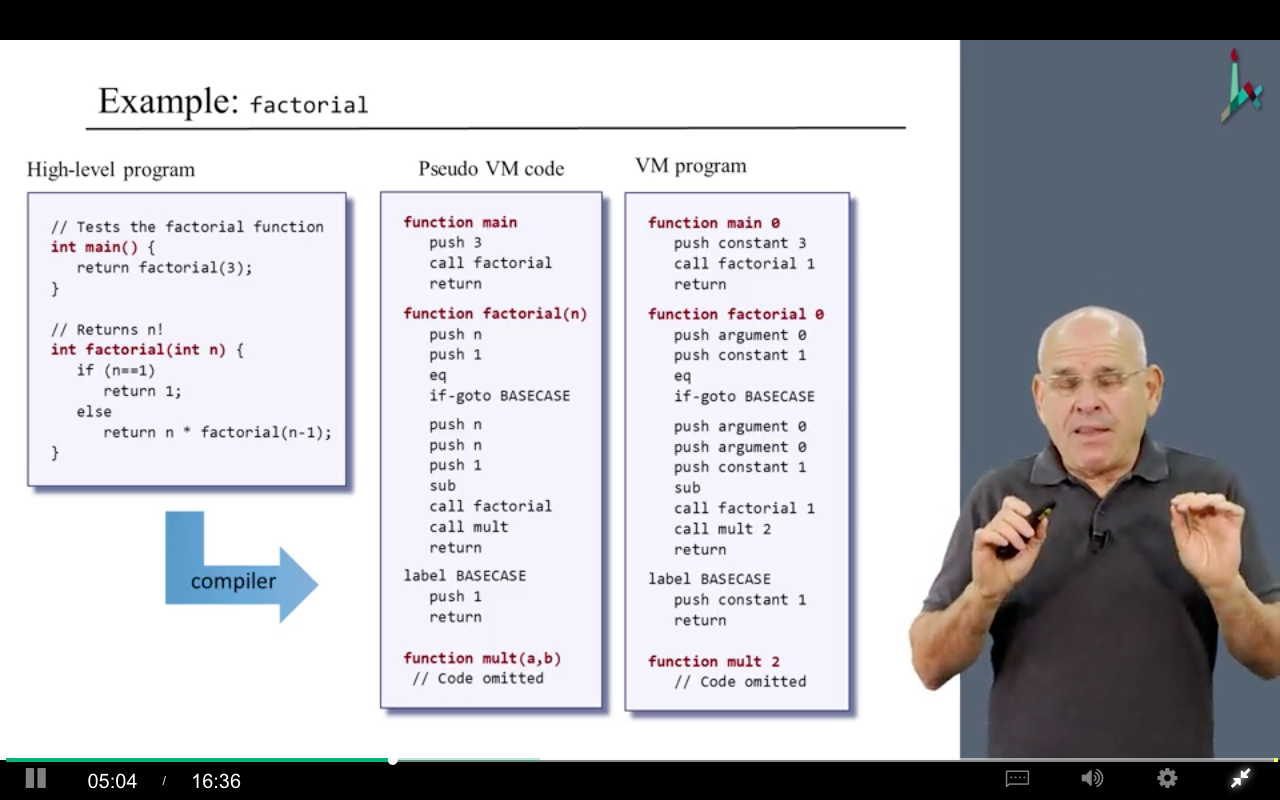 Example: factorial
High-level program
// Tests the factorial function
int main() {
return factorial(3);
}
// Returns n!
int factorial(int n) {
if (n==1)
return 1;
else
return n * factorial(n-1);
}
compiler
Pseudo VM code
function main
push 3
call factorial
return
function factorial(n)
push n
push 1
eq
if-goto BASECASE
push n
push n
push 1
sub
call factorial
call mult
return
label BASECASE
push 1
return
function mult(a,b)
// Code omitted
VM program
function main 0
push constant 3
call factorial 1
return
function factorial 0
push argument 0
push constant 1
eq
if-goto BASECASE
push argument 0
push argument 0
push constant 1
sub
call factorial 1
call mult 2
return
label BASECASE
push constant 1
return
function mult 2
// Code omitted
05:04 / 16:36